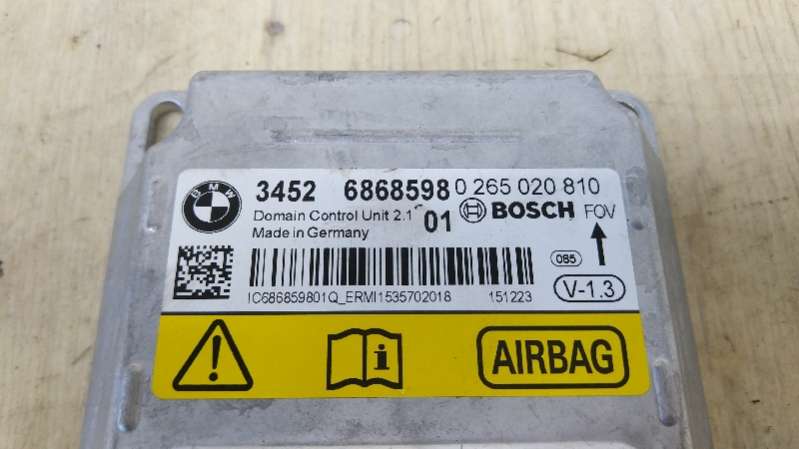 BMW
3452 6868598 0 265 020 810
Domain Control Unit 2.1 01 BOSCH FOV
Made in Germany
085
IC686859801Q_ERMI1535702018 151223 V-1.3
AIRBAG